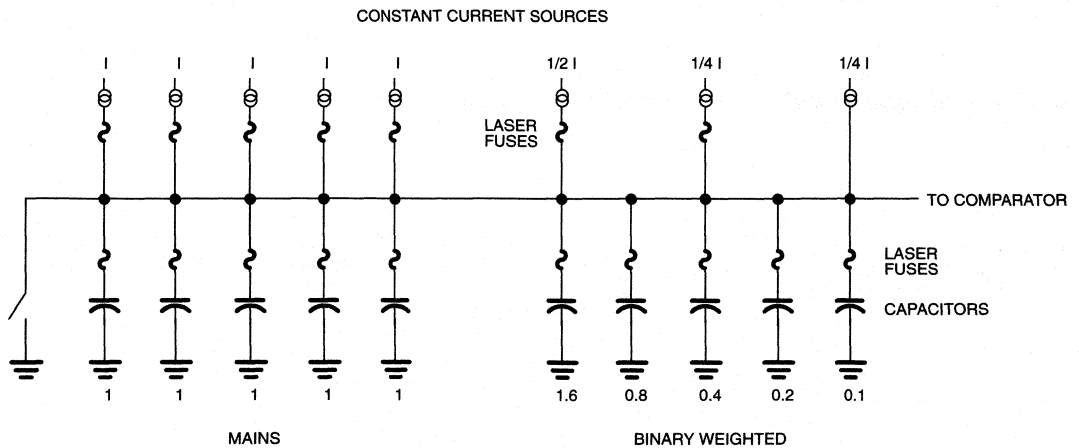 CONSTANT CURRENT SOURCES
I I I I I 1/2 I 1/4 I 1/4 I
LASER
FUSES
TO COMPARATOR
LASER
FUSES
CAPACITORS
1 1 1 1 1 1.6 0.8 0.4 0.2 0.1
MAINS BINARY WEIGHTED